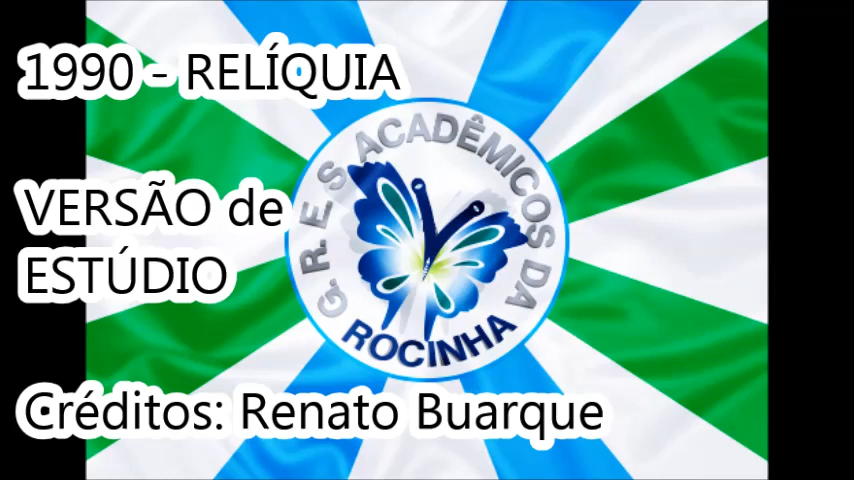 1990 - RELÍQUIA
G.R.E.S ACADÊMICOS DA
ROCINHA
VERSÃO de
ESTÚDIO
Créditos: Renato Buarque